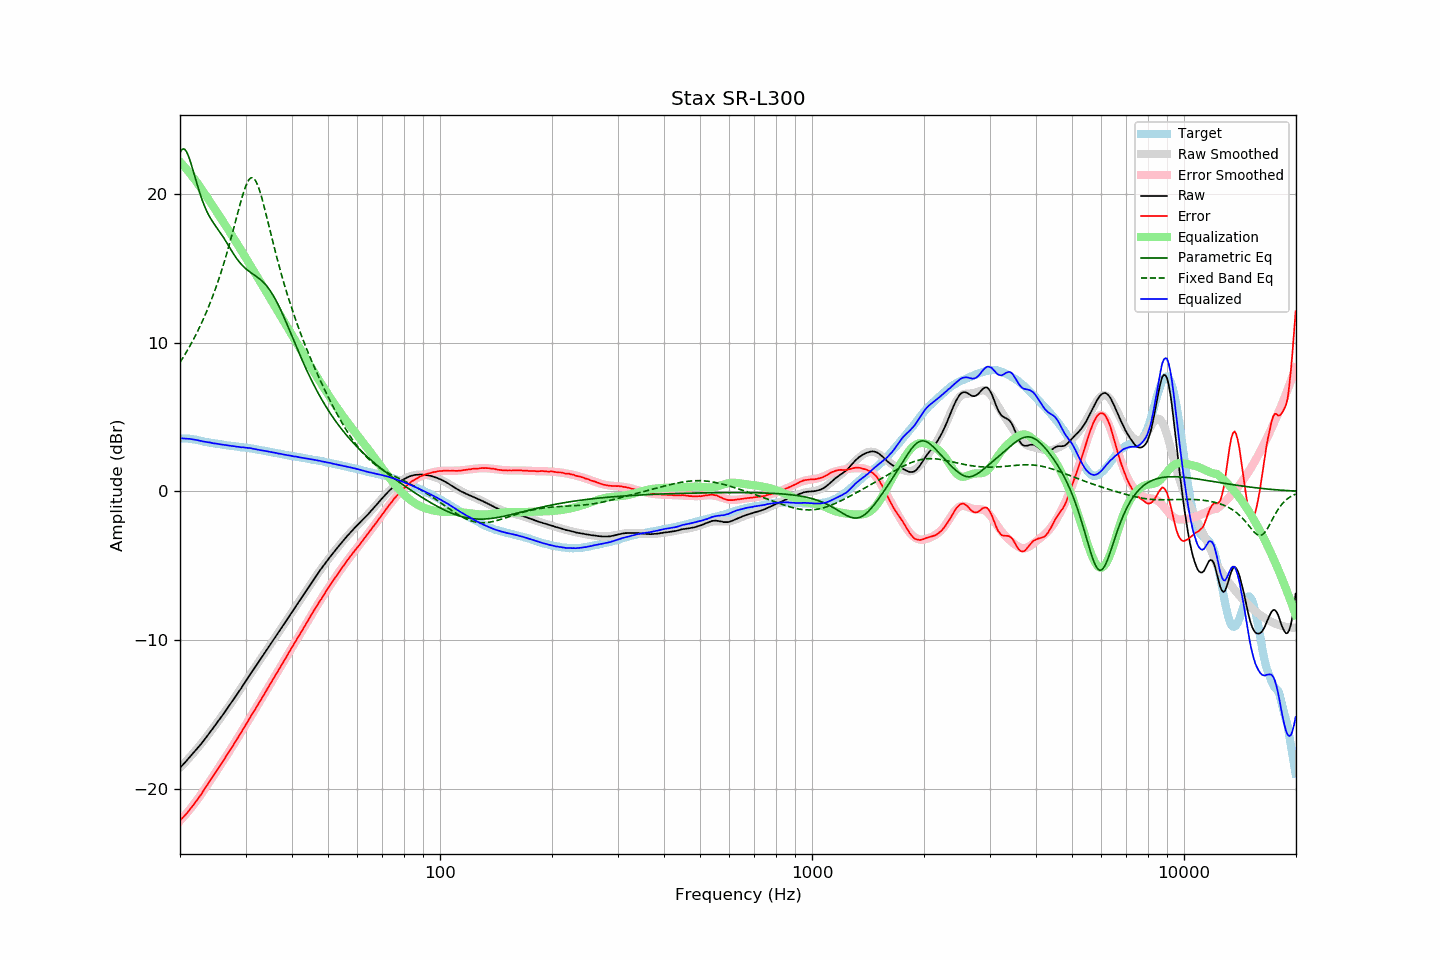 Stax SR-L300
Target
Raw Smoothed
Error Smoothed
Raw
Error
Equalization
Parametric Eq
Fixed Band Eq
Equalized
Amplitude (dBr)
20
10
0
−10
−20
100
1000
10000
Frequency (Hz)